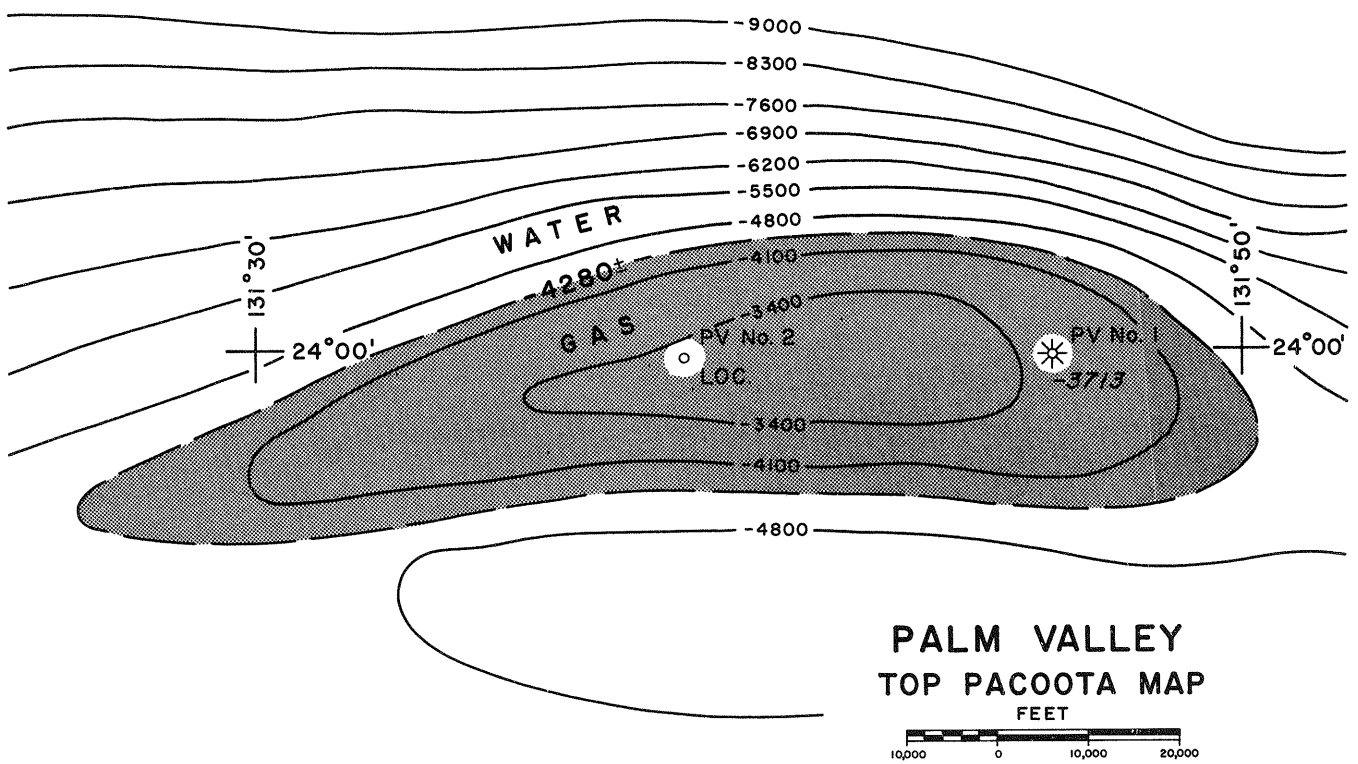 -9000
-8300
-7600
-6900
-6200
-5500
-4800
WATER
131°30'
131°50'
-4280±
-4100
-3400
GAS
24°00'
PV No. 2
PV No. 1
24°00'
LOC.
-3713
-3400
-4100
-4800
PALM VALLEY
TOP PACOOTA MAP
FEET
10,000 0 10,000 20,000